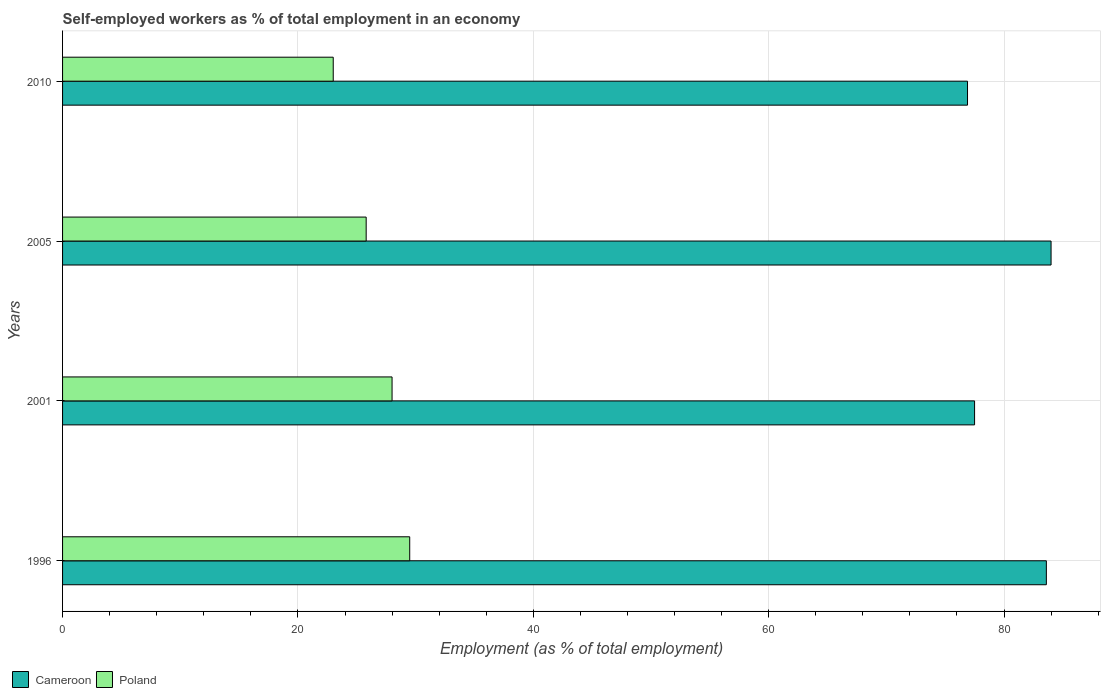 Self-employed workers as % of total employment in an economy
2010
2005
2001
1996
Years
0
20
40
60
80
Employment (as % of total employment)
Cameroon
Poland